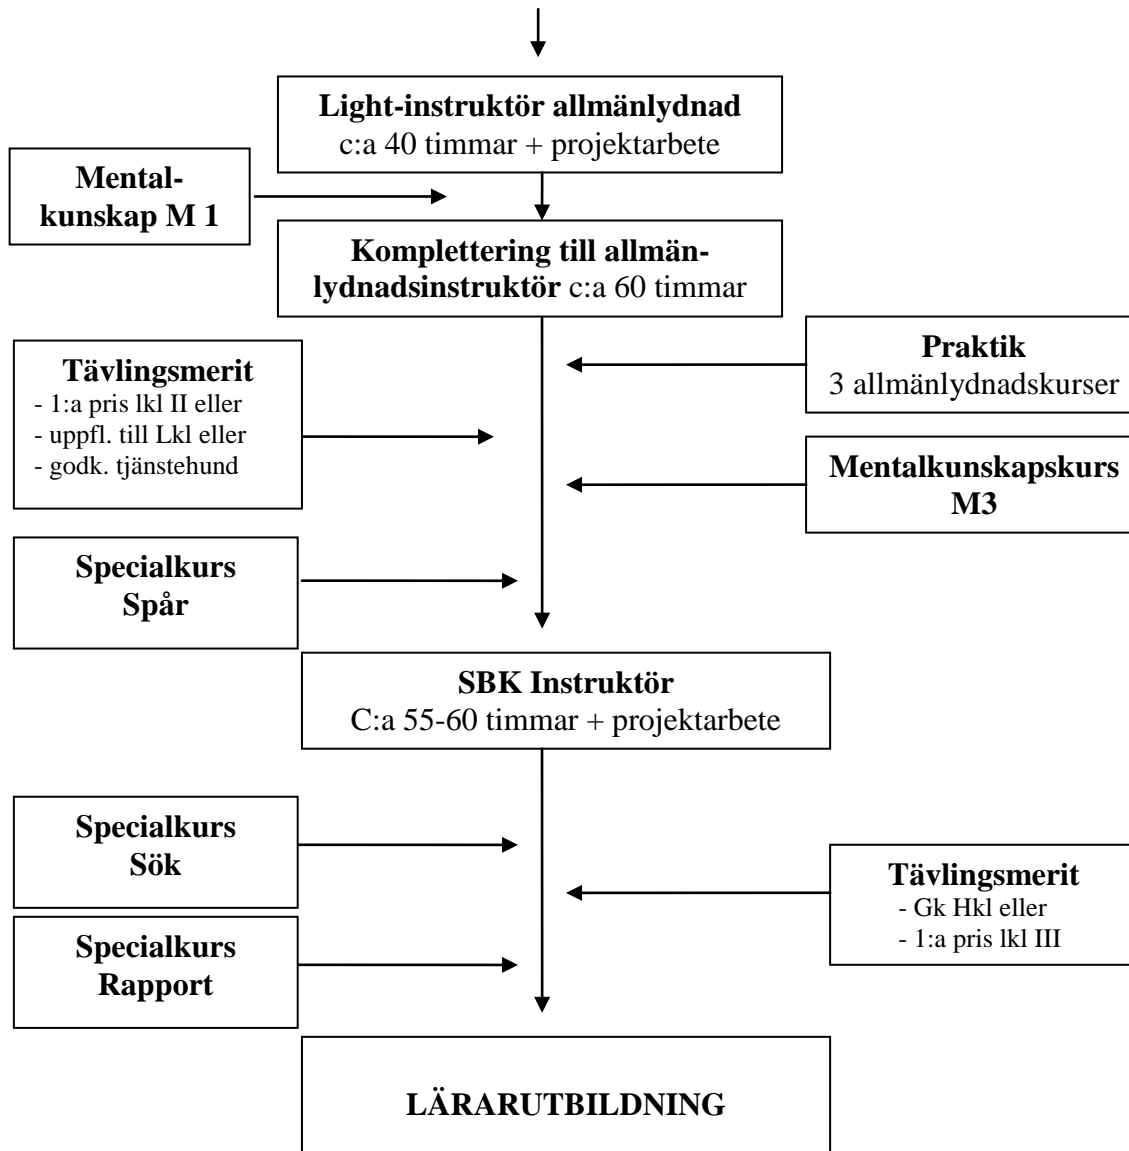 Light-instruktör allmänlydnad
c:a 40 timmar + projektarbete
Mental-
kunskap M 1
Komplettering till allmän-
lydnadsinstruktör c:a 60 timmar
Praktik
3 allmänlydnadskurser
Tävlingsmerit
- 1:a pris lkl II eller
- uppfl. till Lkl eller
- godk. tjänstehund
Mentalkunskapskurs
M3
Specialkurs
Spår
SBK Instruktör
C:a 55-60 timmar + projektarbete
Specialkurs
Sök
Tävlingsmerit
- Gk Hkl eller
- 1:a pris lkl III
Specialkurs
Rapport
LÄRARUTBILDNING